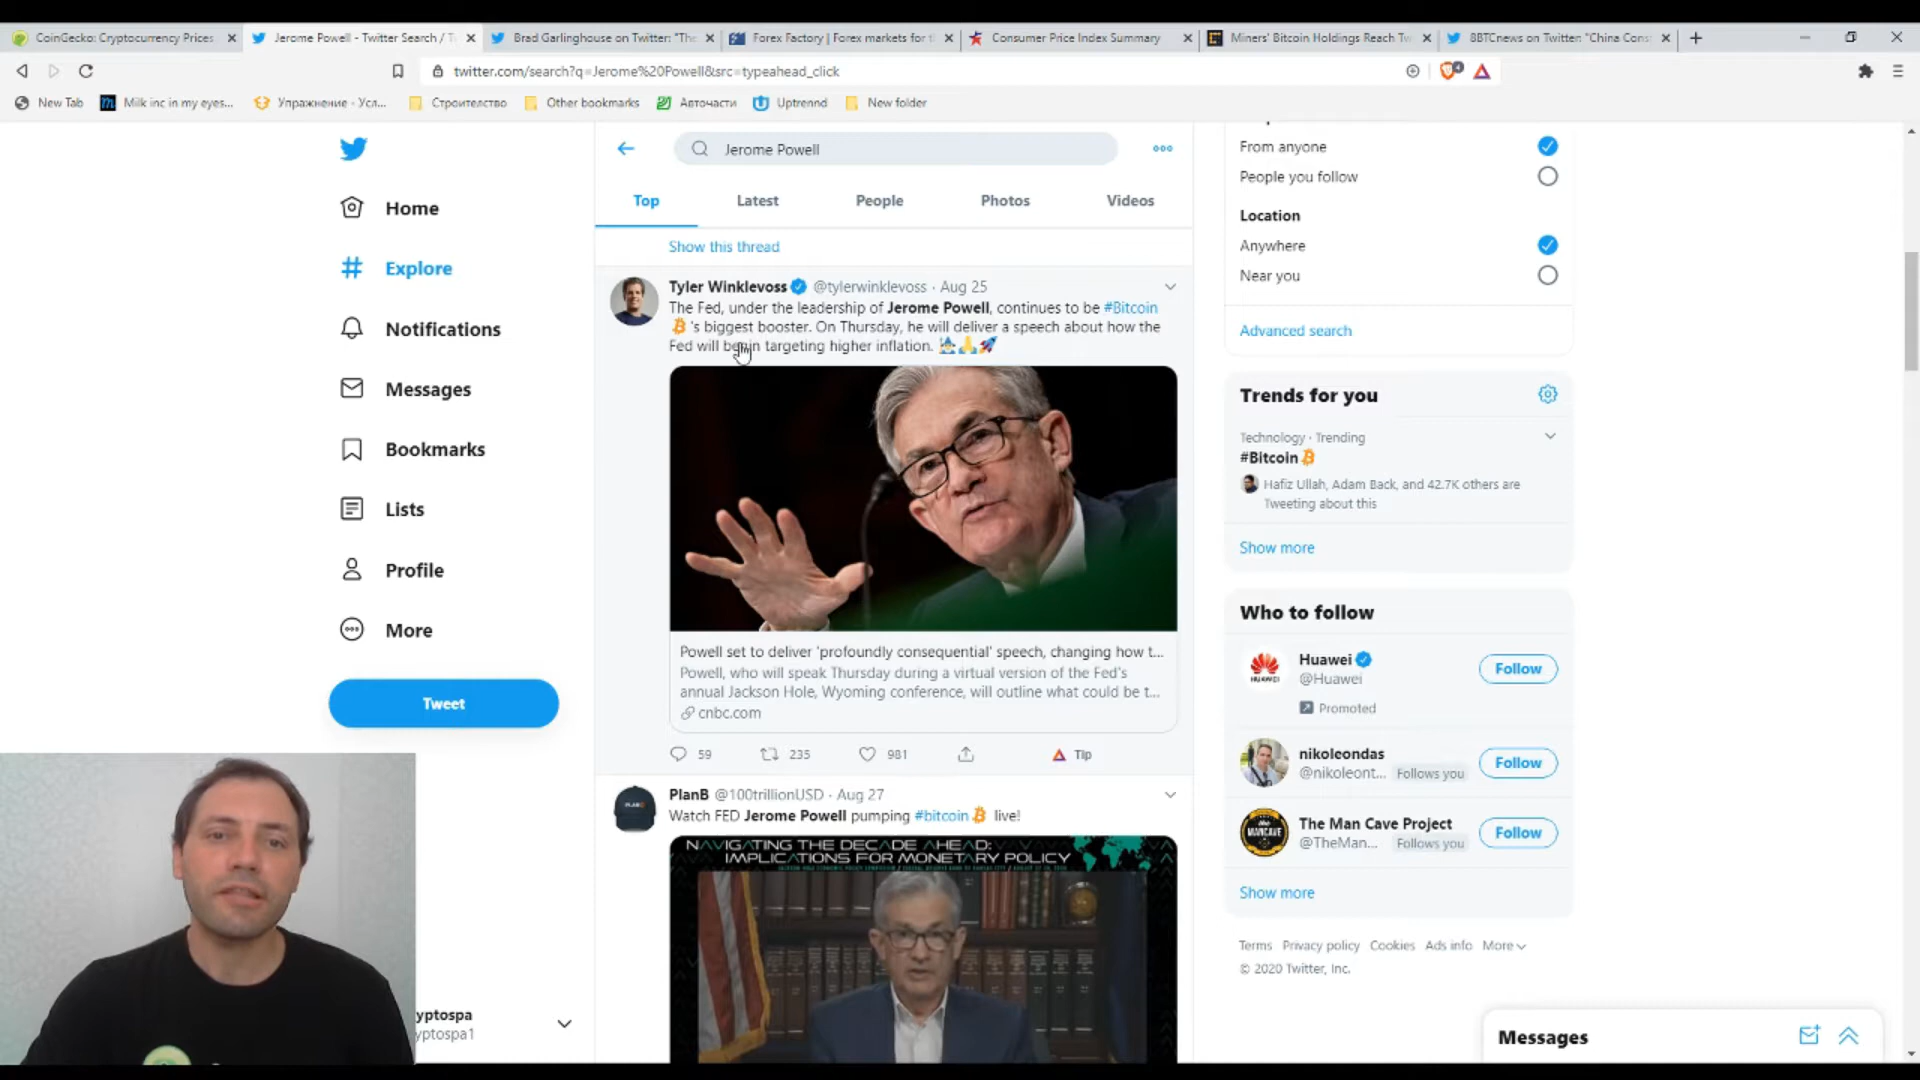 CoinGecko: Cryptocurrency Prices
Jerome Powell - Twitter Search / T
Brad Garlinghouse on Twitter: "The
Forex Factory | Forex markets for t
Consumer Price Index Summary
Miners' Bitcoin Holdings Reach Tw
8BTCnews on Twitter: "China Cons
twitter.com/search?q=Jerome%20Powell&src=typeahead_click
New Tab
Milk inc in my eyes...
Упражнение - Усл...
Строителство
Other bookmarks
Авточасти
Uptrennd
New folder
Home
Explore
Notifications
Messages
Bookmarks
Lists
Profile
More
Tweet
yptospa
yptospa1
Jerome Powell
Top
Latest
People
Photos
Videos
Show this thread
Tyler Winklevoss @tylerwinklevoss · Aug 25
The Fed, under the leadership of Jerome Powell, continues to be #Bitcoin
's biggest booster. On Thursday, he will deliver a speech about how the
Fed will begin targeting higher inflation.
Powell set to deliver 'profoundly consequential' speech, changing how t...
Powell, who will speak Thursday during a virtual version of the Fed's
annual Jackson Hole, Wyoming conference, will outline what could be t...
cnbc.com
59
235
981
Tip
PlanB @100trillionUSD · Aug 27
Watch FED Jerome Powell pumping #bitcoin live!
NAVIGATING THE DECADE AHEAD:
IMPLICATIONS FOR MONETARY POLICY
From anyone
People you follow
Location
Anywhere
Near you
Advanced search
Trends for you
Technology · Trending
#Bitcoin
Hafiz Ullah, Adam Back, and 42.7K others are
Tweeting about this
Show more
Who to follow
Huawei
@Huawei
Follow
HUAWEI
Promoted
nikoleondas
@nikoleont... Follows you
Follow
The Man Cave Project
@TheMan... Follows you
Follow
MANCAVE
Show more
Terms Privacy policy Cookies Ads info More
© 2020 Twitter, Inc.
Messages